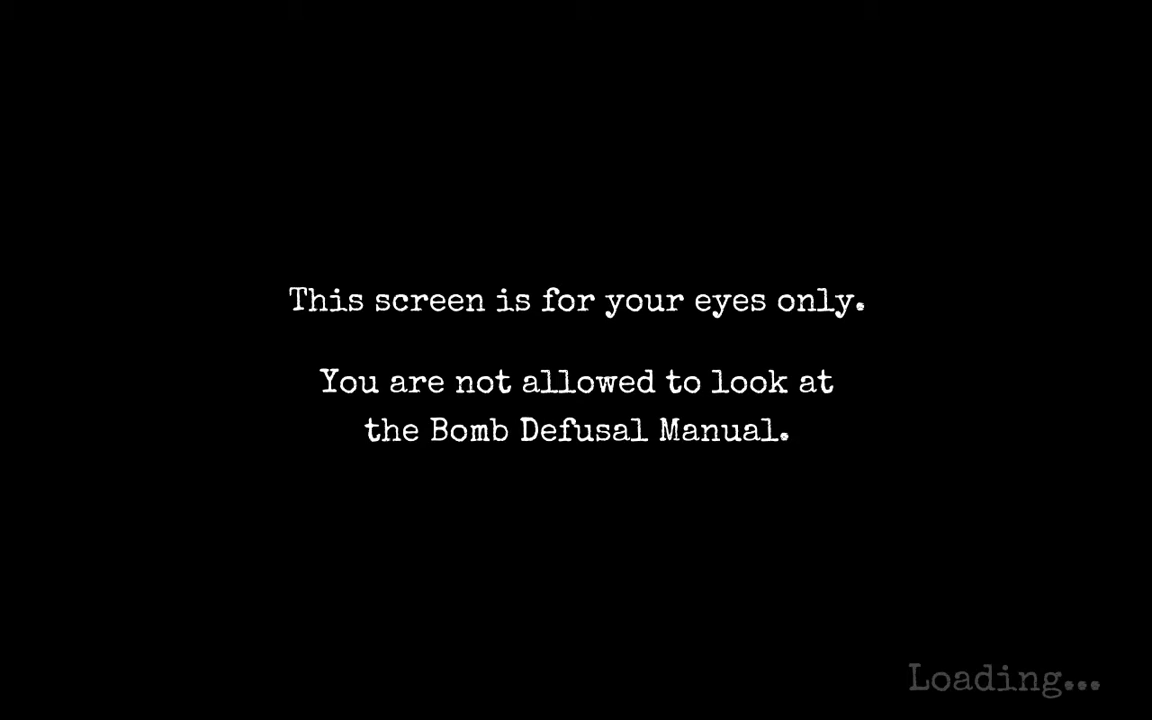 This screen is for your eyes only.
You are not allowed to look at
the Bomb Defusal Manual.
Loading...